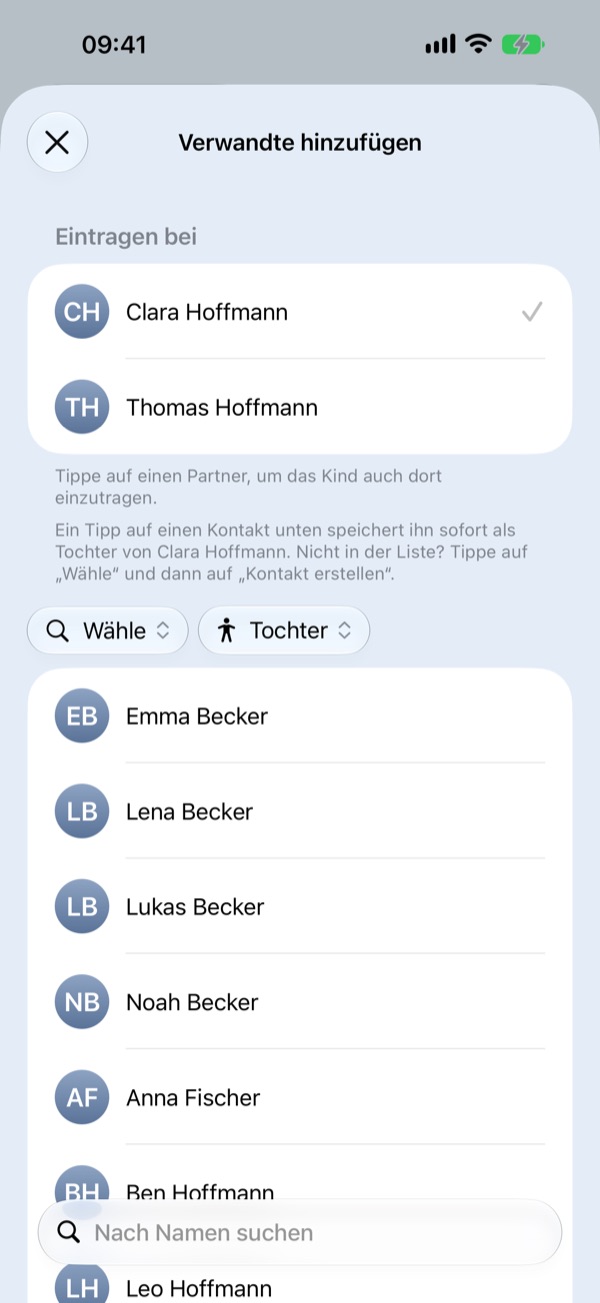 09:41
Verwandte hinzufügen
Eintragen bei
CH Clara Hoffmann
TH Thomas Hoffmann
Tippe auf einen Partner, um das Kind auch dort
einzutragen.
Ein Tipp auf einen Kontakt unten speichert ihn sofort als
Tochter von Clara Hoffmann. Nicht in der Liste? Tippe auf
„Wähle“ und dann auf „Kontakt erstellen“.
Wähle Tochter
EB Emma Becker
LB Lena Becker
LB Lukas Becker
NB Noah Becker
AF Anna Fischer
BH Ben Hoffmann
Nach Namen suchen
LH Leo Hoffmann